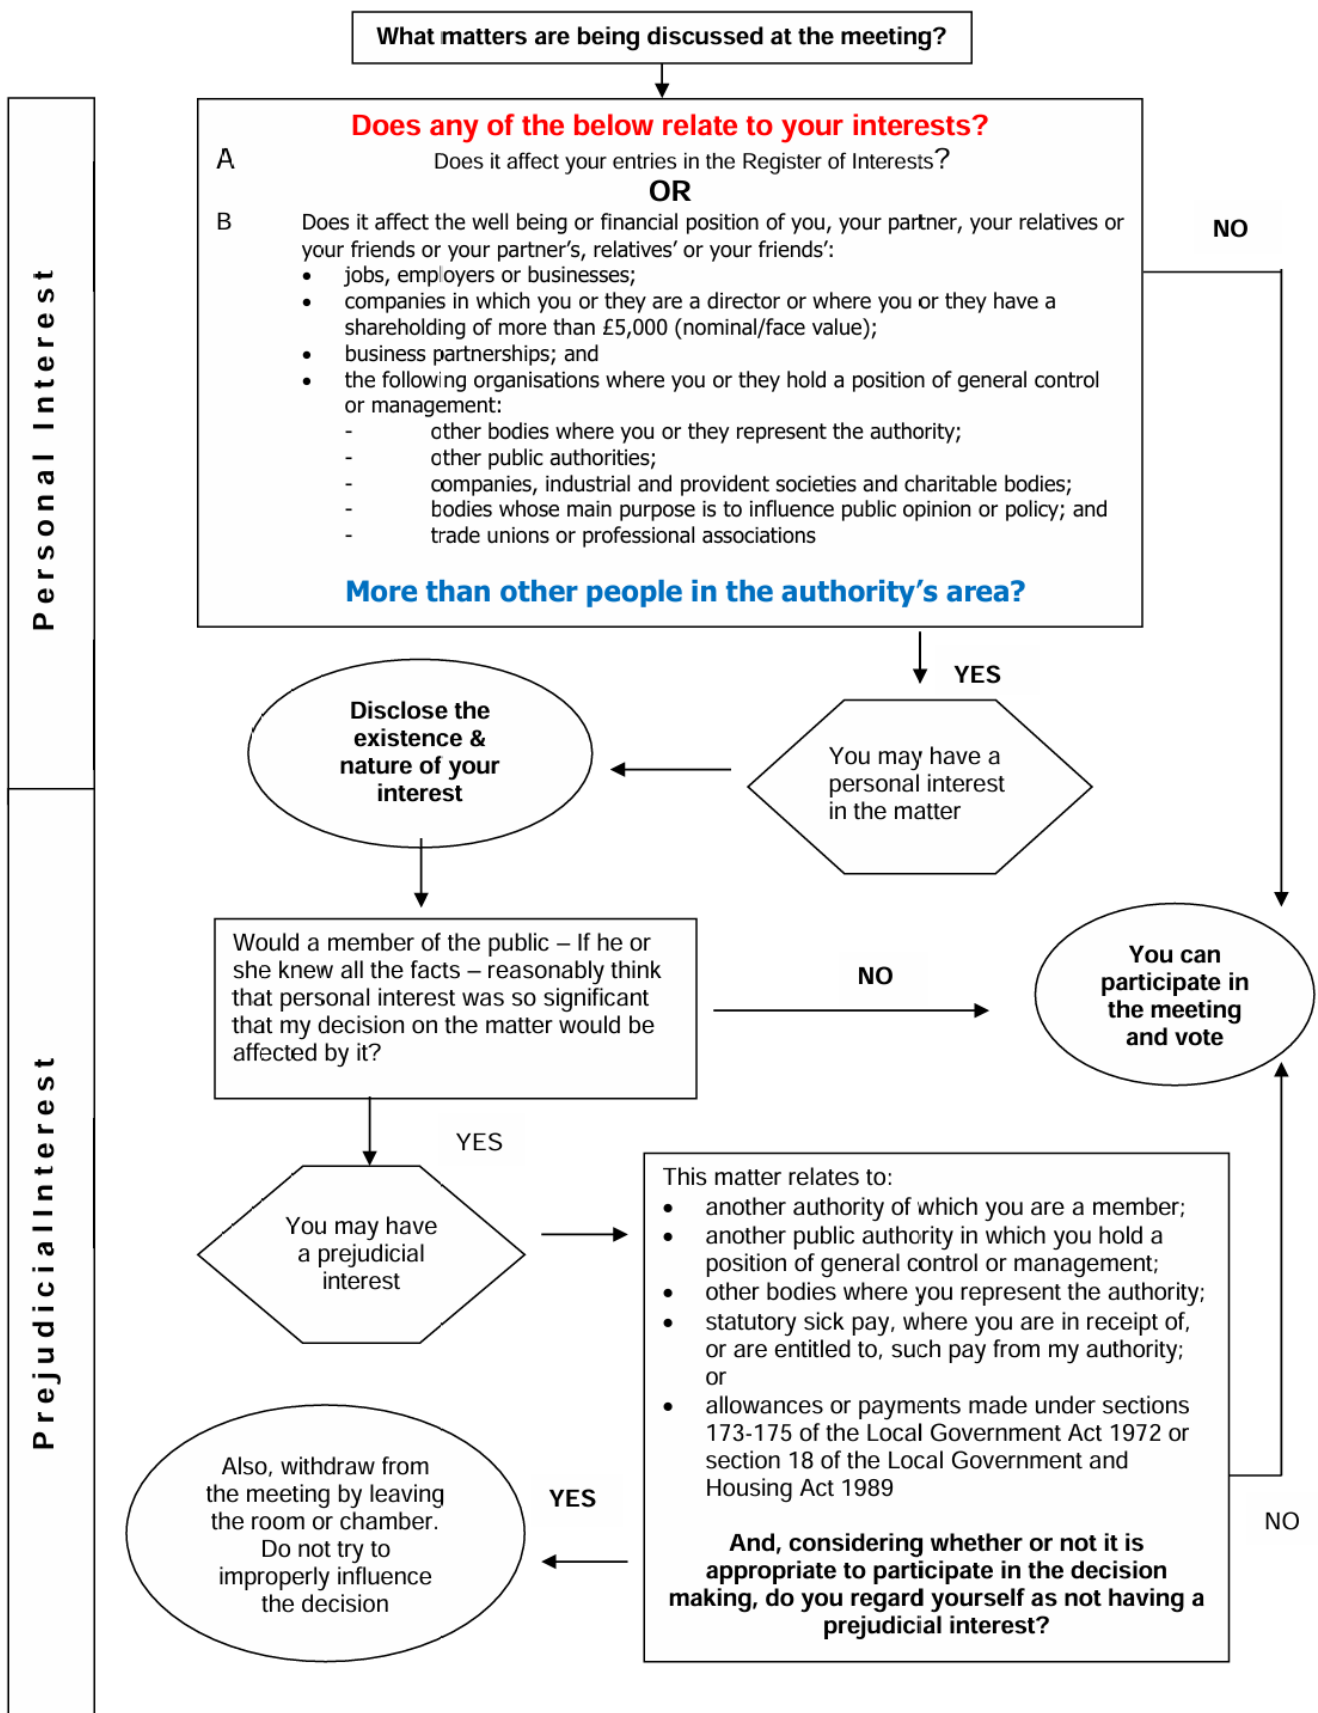 What matters are being discussed at the meeting?
Personal Interest
Does any of the below relate to your interests?
A Does it affect your entries in the Register of Interests?
OR
B Does it affect the well being or financial position of you, your partner, your relatives or
your friends or your partner's, relatives' or your friends':
• jobs, employers or businesses;
• companies in which you or they are a director or where you or they have a
shareholding of more than £5,000 (nominal/face value);
• business partnerships; and
• the following organisations where you or they hold a position of general control
or management:
- other bodies where you or they represent the authority;
- other public authorities;
- companies, industrial and provident societies and charitable bodies;
- bodies whose main purpose is to influence public opinion or policy; and
- trade unions or professional associations
More than other people in the authority's area?
NO
YES
You may have a
personal interest
in the matter
Disclose the
existence &
nature of your
interest
PrejudicialInterest
Would a member of the public – If he or
she knew all the facts – reasonably think
that personal interest was so significant
that my decision on the matter would be
affected by it?
NO
You can
participate in
the meeting
and vote
YES
You may have
a prejudicial
interest
This matter relates to:
• another authority of which you are a member;
• another public authority in which you hold a
position of general control or management;
• other bodies where you represent the authority;
• statutory sick pay, where you are in receipt of,
or are entitled to, such pay from my authority;
or
• allowances or payments made under sections
173-175 of the Local Government Act 1972 or
section 18 of the Local Government and
Housing Act 1989
And, considering whether or not it is
appropriate to participate in the decision
making, do you regard yourself as not having a
prejudicial interest?
NO
YES
Also, withdraw from
the meeting by leaving
the room or chamber.
Do not try to
improperly influence
the decision